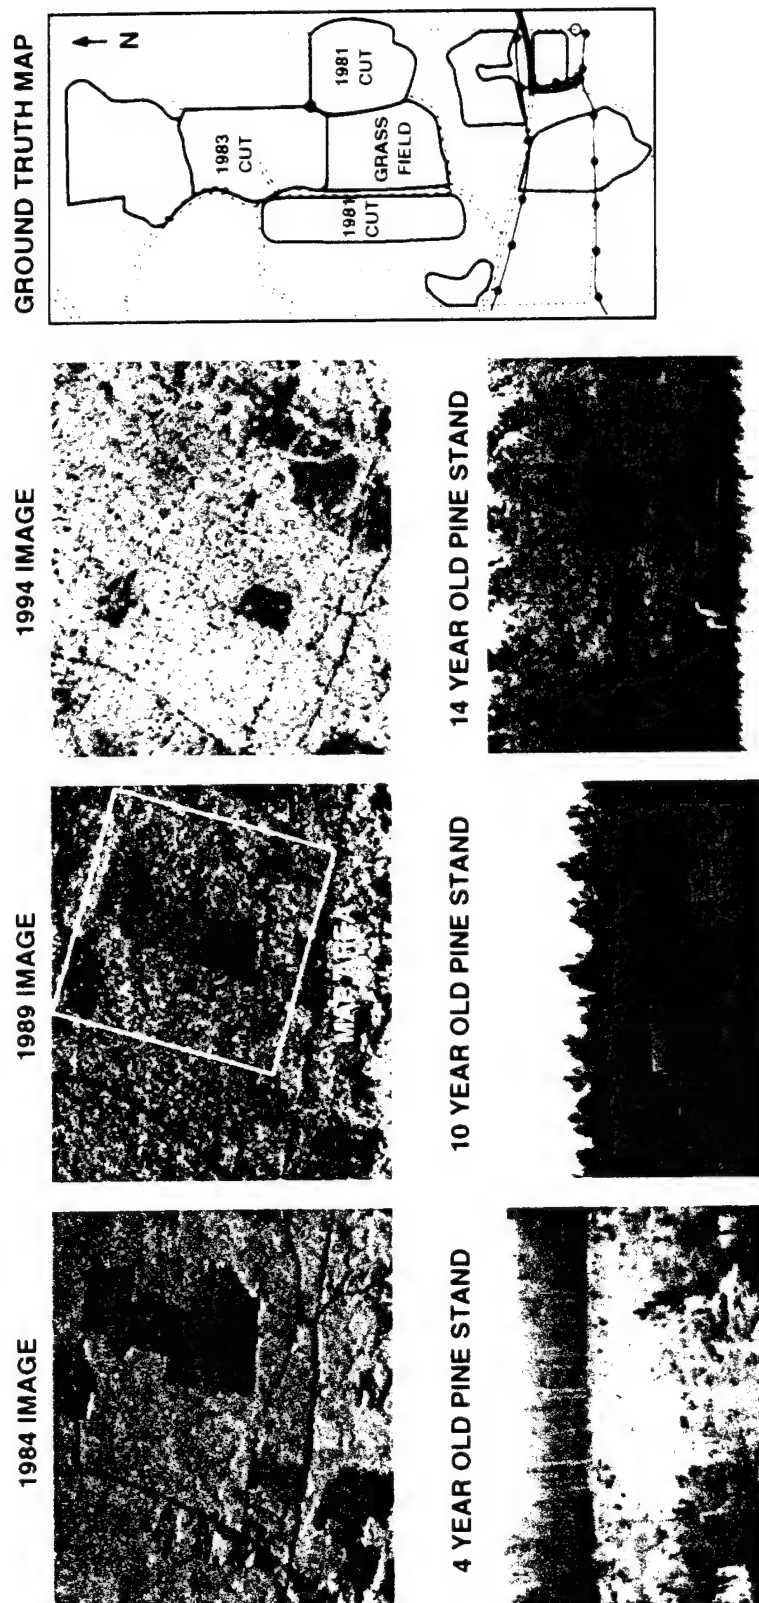 1984 IMAGE
1989 IMAGE
1994 IMAGE
GROUND TRUTH MAP
MAP AREA
N
1983
CUT
1981
CUT
1981
CUT
GRASS
FIELD
4 YEAR OLD PINE STAND
10 YEAR OLD PINE STAND
14 YEAR OLD PINE STAND